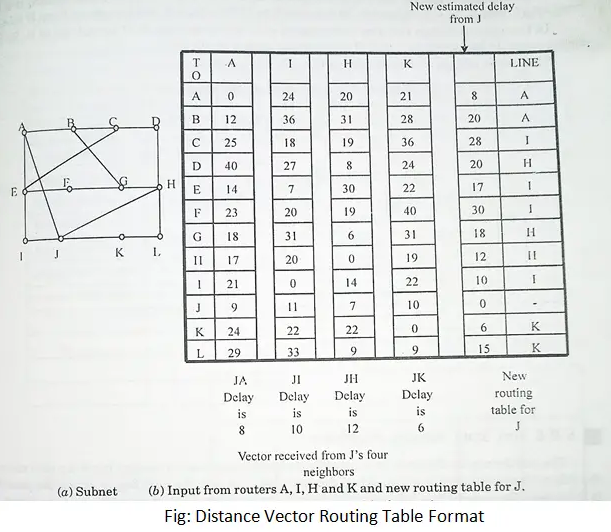 New estimated delay
from J
T
O A I H K LINE
A 0 24 20 21 8 A
B 12 36 31 28 20 A
C 25 18 19 36 28 I
D 40 27 8 24 20 H
E 14 7 30 22 17 I
F 23 20 19 40 30 I
G 18 31 6 31 18 H
H 17 20 0 19 12 H
I 21 0 14 22 10 I
J 9 11 7 10 0 -
K 24 22 22 0 6 K
L 29 33 9 9 15 K
A B C D
E F G H
I J K L
JA JI JH JK New
Delay Delay Delay Delay routing
is is is is table for
8 10 12 6 J
Vector received from J's four
neighbors
(a) Subnet (b) Input from routers A, I, H and K and new routing table for J.
Fig: Distance Vector Routing Table Format